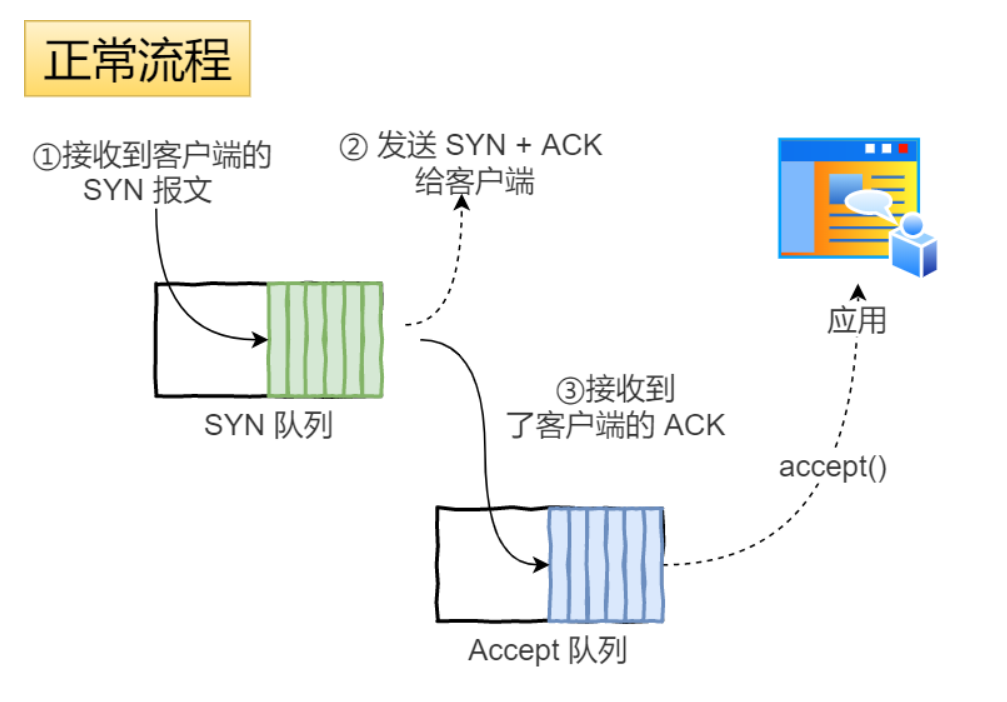 正常流程
①接收到客户端的
SYN 报文
② 发送 SYN + ACK
给客户端
应用
SYN 队列
③接收到
了客户端的 ACK
accept()
Accept 队列